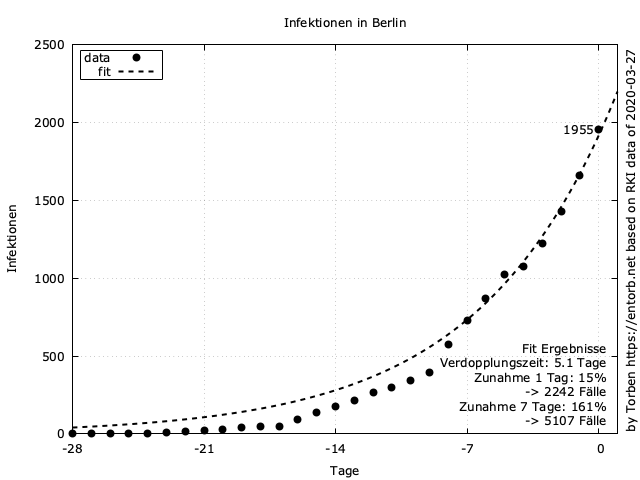 Infektionen in Berlin
2500
2000
1500
1000
500
0
Infektionen
data
fit
1955
Fit Ergebnisse
Verdopplungszeit: 5.1 Tage
Zunahme 1 Tag: 15%
-> 2242 Fälle
Zunahme 7 Tage: 161%
-> 5107 Fälle
-28
-21
-14
-7
0
Tage
by Torben https://entorb.net based on RKI data of 2020-03-27